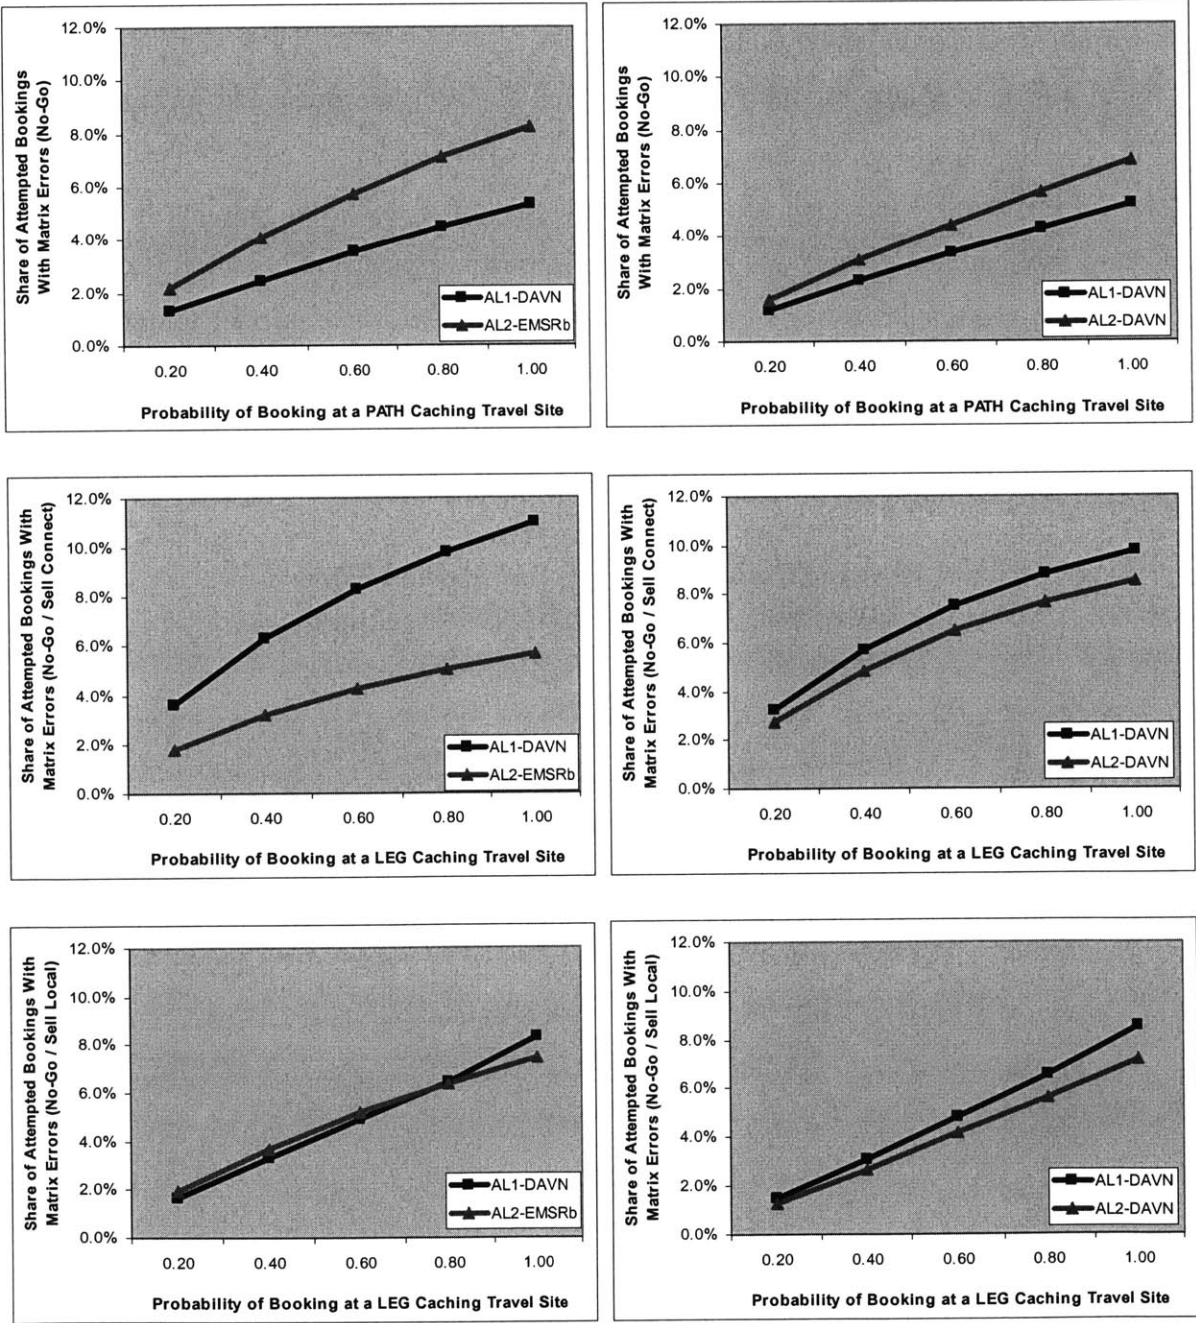 Share of Attempted Bookings
With Matrix Errors (No-Go)
12.0%
10.0%
8.0%
6.0%
4.0%
2.0%
0.0%
AL1-DAVN
AL2-EMSRb
0.20 0.40 0.60 0.80 1.00
Probability of Booking at a PATH Caching Travel Site
Share of Attempted Bookings
With Matrix Errors (No-Go)
12.0%
10.0%
8.0%
6.0%
4.0%
2.0%
0.0%
AL1-DAVN
AL2-DAVN
0.20 0.40 0.60 0.80 1.00
Probability of Booking at a PATH Caching Travel Site
Share of Attempted Bookings With
Matrix Errors (No-Go / Sell Connect)
12.0%
10.0%
8.0%
6.0%
4.0%
2.0%
0.0%
AL1-DAVN
AL2-EMSRb
0.20 0.40 0.60 0.80 1.00
Probability of Booking at a LEG Caching Travel Site
Share of Attempted Bookings With
Matrix Errors (No-Go / Sell Connect)
12.0%
10.0%
8.0%
6.0%
4.0%
2.0%
0.0%
AL1-DAVN
AL2-DAVN
0.20 0.40 0.60 0.80 1.00
Probability of Booking at a LEG Caching Travel Site
Share of Attempted Bookings With
Matrix Errors (No-Go / Sell Local)
12.0%
10.0%
8.0%
6.0%
4.0%
2.0%
0.0%
AL1-DAVN
AL2-EMSRb
0.20 0.40 0.60 0.80 1.00
Probability of Booking at a LEG Caching Travel Site
Share of Attempted Bookings With
Matrix Errors (No-Go / Sell Local)
12.0%
10.0%
8.0%
6.0%
4.0%
2.0%
0.0%
AL1-DAVN
AL2-DAVN
0.20 0.40 0.60 0.80 1.00
Probability of Booking at a LEG Caching Travel Site